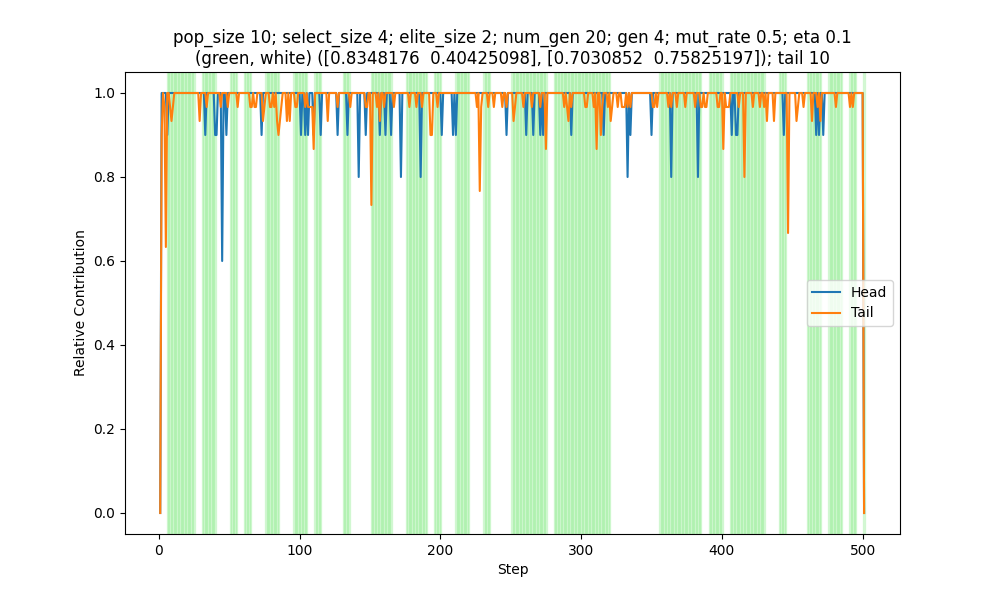 pop_size 10; select_size 4; elite_size 2; num_gen 20; gen 4; mut_rate 0.5; eta 0.1
(green, white) ([0.8348176  0.40425098], [0.7030852  0.75825197]); tail 10
1.0
0.8
0.6
0.4
0.2
0.0
Relative Contribution
Head
Tail
0
100
200
300
400
500
Step